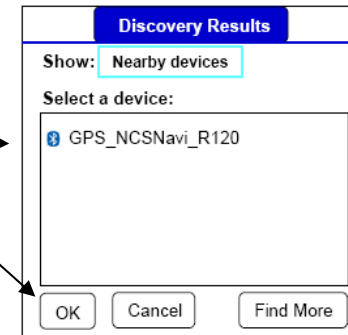 Discovery Results
Show: Nearby devices
Select a device:
GPS_NCSNavi_R120
OK Cancel Find More